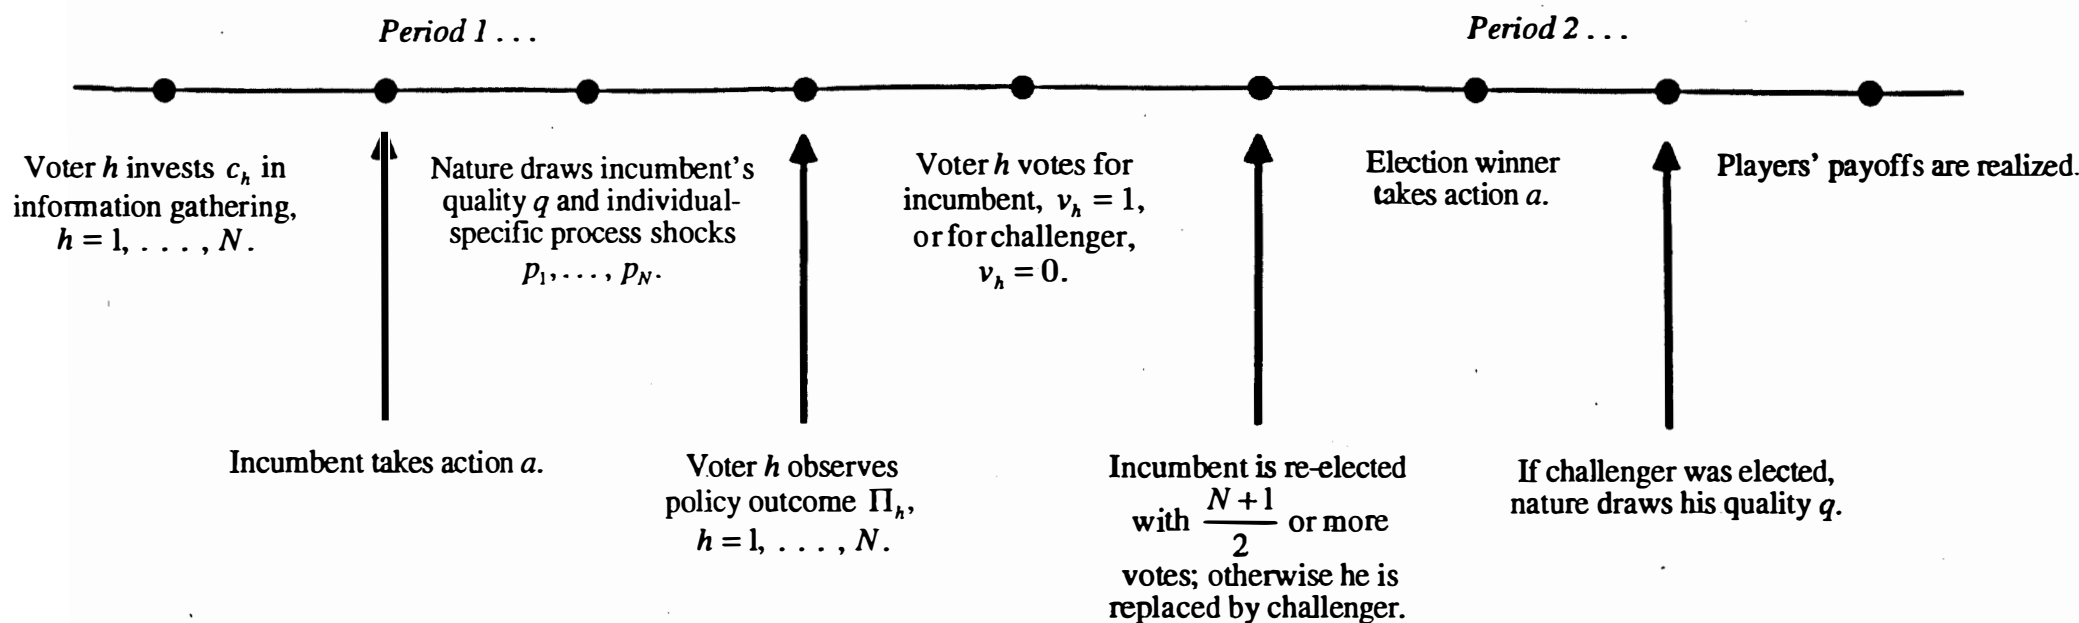 Period 1 . . .
Period 2 . . .
Voter h invests c_h in
information gathering,
h = 1, . . . , N.
Incumbent takes action a.
Nature draws incumbent's
quality q and individual-
specific process shocks
p_1, . . . , p_N.
Voter h observes
policy outcome Π_h,
h = 1, . . . , N.
Voter h votes for
incumbent, v_h = 1,
or for challenger,
v_h = 0.
Incumbent is re-elected
with \frac{N+1}{2} or more
votes; otherwise he is
replaced by challenger.
Election winner
takes action a.
If challenger was elected,
nature draws his quality q.
Players' payoffs are realized.